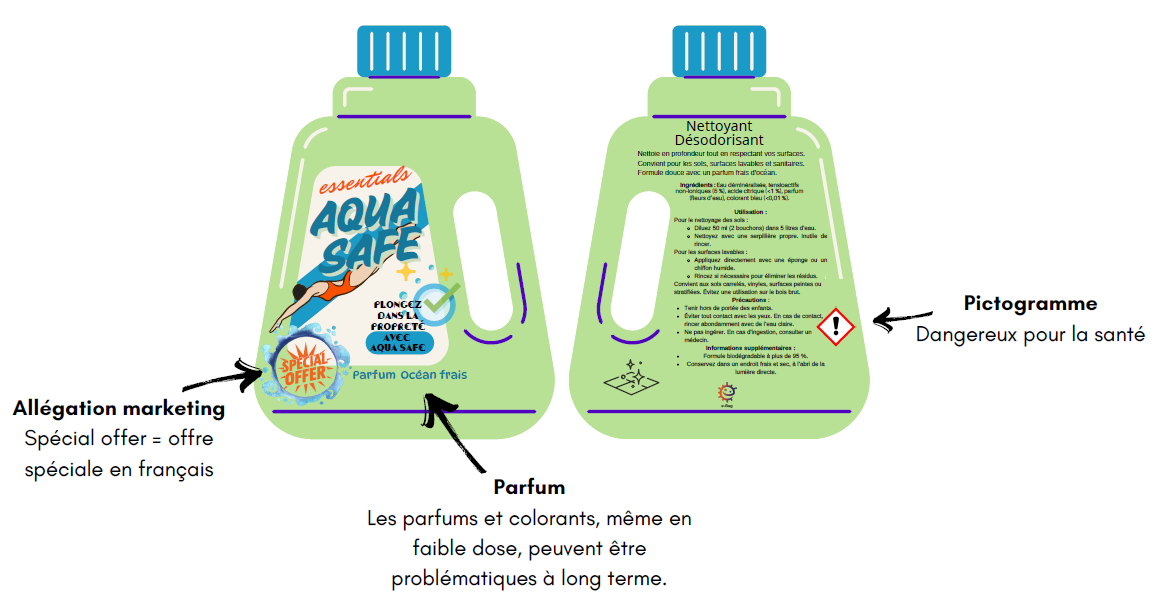 essentials
AQUA
SAFE
PLONGEZ
DANS LA
PROPRETÉ
AVEC
AQUA SAFE
SPECIAL
OFFER
Parfum Océan frais
Nettoyant
Désodorisant
Nettoie en profondeur tout en respectant vos surfaces.
Convient pour les sols, surfaces lavables et sanitaires.
Formule douce avec un parfum frais d'océan.
Ingrédients : Eau déminéralisée, tensioactifs
non-ioniques (5 %), acide citrique (<1 %), parfum
(fleurs d'eau), colorant bleu (<0,01 %).
Utilisation :
Pour le nettoyage des sols :
Diluez 50 ml (2 bouchons) dans 5 litres d'eau.
Nettoyez avec une serpillère propre. Inutile de
rincer.
Pour les surfaces lavables :
Appliquez directement avec une éponge ou un
chiffon humide.
Rincez si nécessaire pour éliminer les résidus.
Convient aux sols carrelés, vinyles, surfaces peintes ou
stratifiées. Évitez une utilisation sur le bois brut.
Précautions :
Tenir hors de portée des enfants.
Éviter tout contact avec les yeux. En cas de contact,
rincer abondamment avec de l'eau claire.
Ne pas ingérer. En cas d'ingestion, consulter un
médecin.
Informations supplémentaires :
Formule biodégradable à plus de 95 %.
Conservez dans un endroit frais et sec, à l'abri de la
lumière directe.
Pictogramme
Dangereux pour la santé
Allégation marketing
Spécial offer = offre
spéciale en français
Parfum
Les parfums et colorants, même en
faible dose, peuvent être
problématiques à long terme.